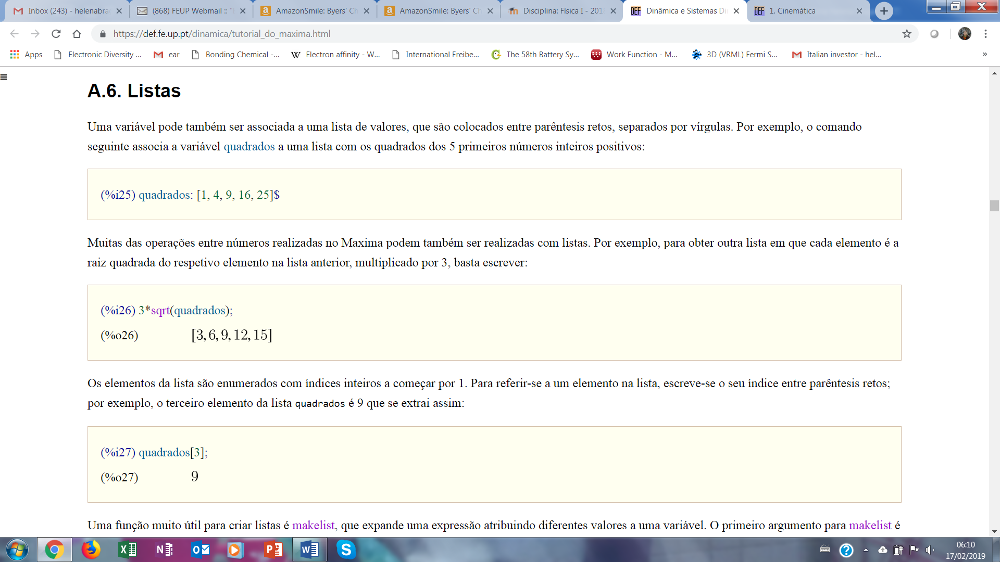 Inbox (243) - helenabra
(868) FEUP Webmail ::
AmazonSmile: Byers' Ch
AmazonSmile: Byers' Ch
Disciplina: Física I - 201
DEF Dinâmica e Sistemas Di
DEF 1. Cinemática
https://def.fe.up.pt/dinamica/tutorial_do_maxima.html
Apps
Electronic Diversity ...
ear
Bonding Chemical -...
W Electron affinity - W...
International Freibe...
The 58th Battery Sy...
Work Function - M...
3D (VRML) Fermi S...
Italian investor - hel...
»
A.6. Listas
Uma variável pode também ser associada a uma lista de valores, que são colocados entre parêntesis retos, separados por vírgulas. Por exemplo, o comando
seguinte associa a variável quadrados a uma lista com os quadrados dos 5 primeiros números inteiros positivos:
(%i25) quadrados: [1, 4, 9, 16, 25]$
Muitas das operações entre números realizadas no Maxima podem também ser realizadas com listas. Por exemplo, para obter outra lista em que cada elemento é a
raiz quadrada do respetivo elemento na lista anterior, multiplicado por 3, basta escrever:
(%i26) 3*sqrt(quadrados);
(%o26) [3, 6, 9, 12, 15]
Os elementos da lista são enumerados com índices inteiros a começar por 1. Para referir-se a um elemento na lista, escreve-se o seu índice entre parêntesis retos;
por exemplo, o terceiro elemento da lista quadrados é 9 que se extrai assim:
(%i27) quadrados[3];
(%o27) 9
Uma função muito útil para criar listas é makelist, que expande uma expressão atribuindo diferentes valores a uma variável. O primeiro argumento para makelist é
06:10
17/02/2019